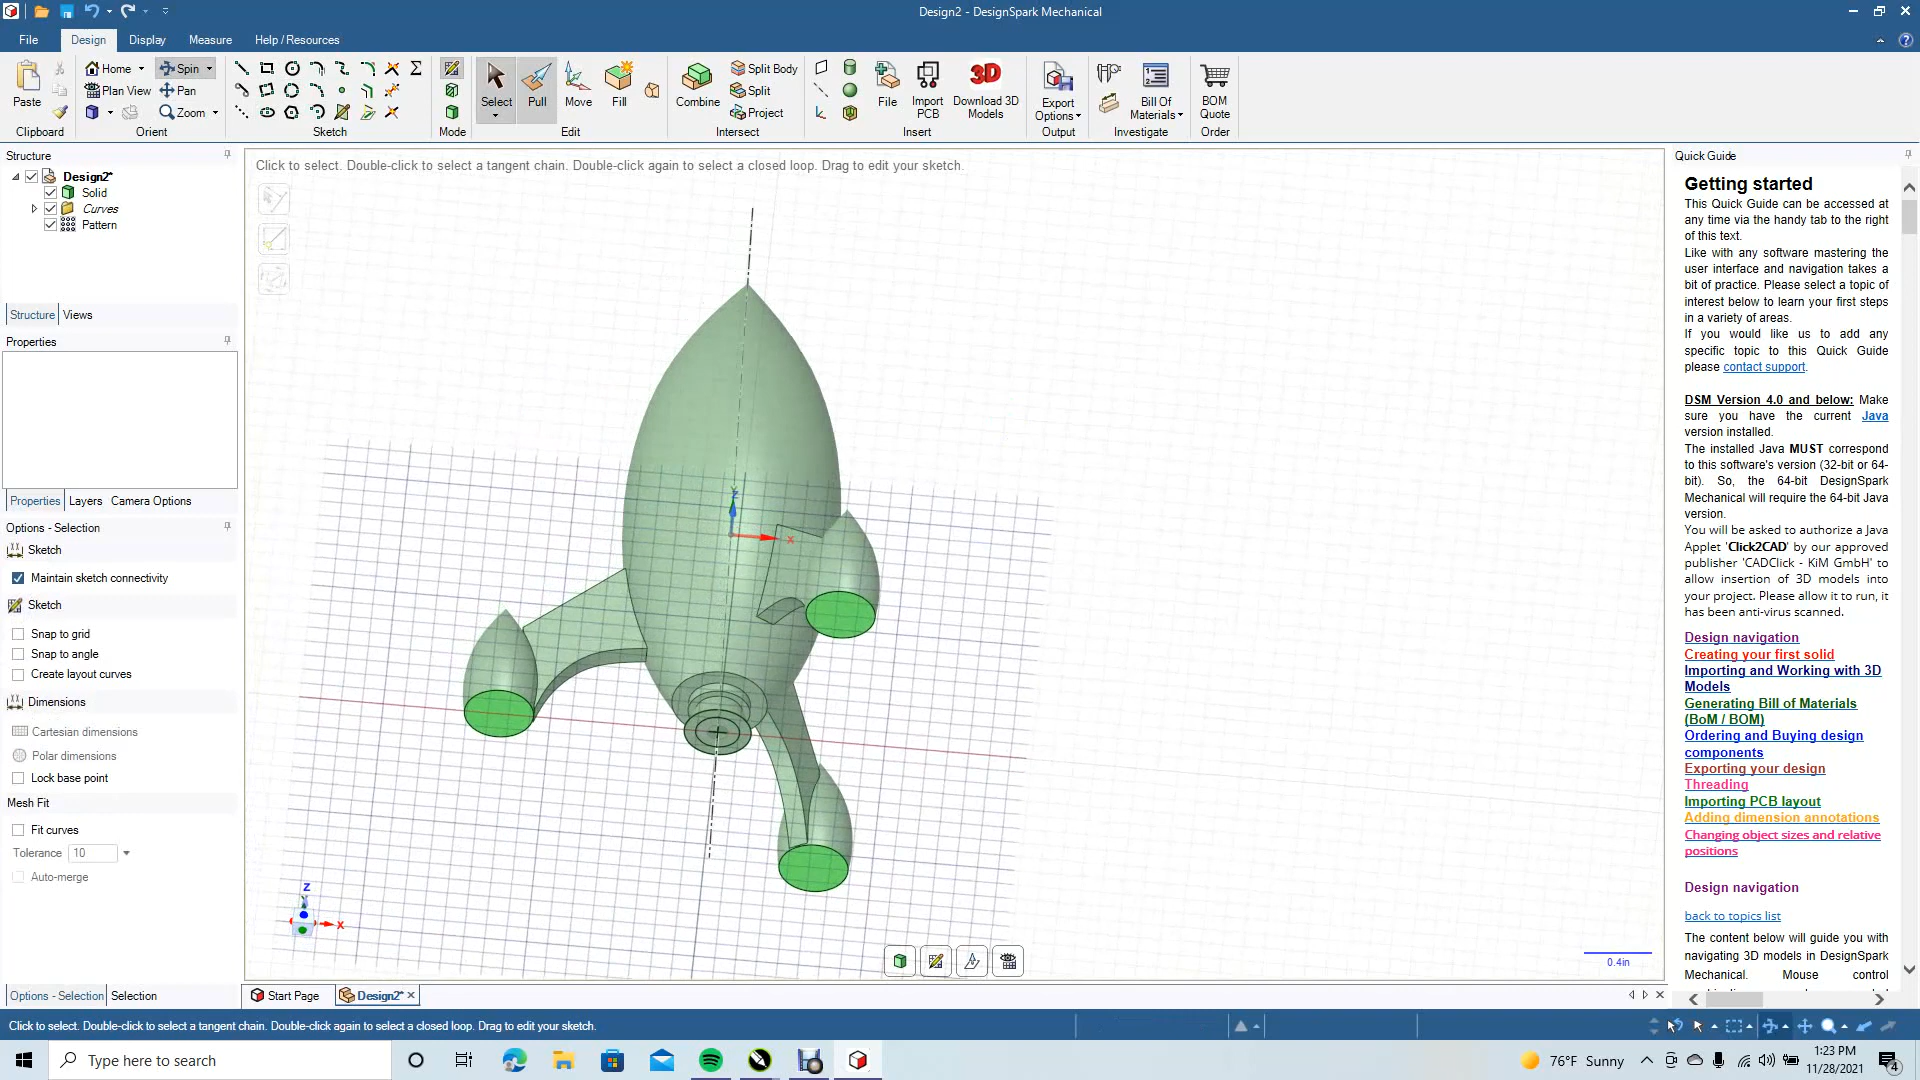 Design2 - DesignSpark Mechanical
File
Design
Display
Measure
Help / Resources
Paste
Clipboard
Home
Spin
Plan View
Pan
Zoom
Orient
Sketch
Mode
Select
Pull
Move
Fill
Edit
Combine
Split Body
Split
Project
Intersect
File
Import PCB
3D
Download 3D Models
Insert
Export Options
Output
Bill Of Materials
Investigate
BOM Quote
Order
Structure
Design2*
Solid
Curves
Pattern
Structure
Views
Properties
Properties
Layers
Camera Options
Options - Selection
Sketch
Maintain sketch connectivity
Sketch
Snap to grid
Snap to angle
Create layout curves
Dimensions
Cartesian dimensions
Polar dimensions
Lock base point
Mesh Fit
Fit curves
Tolerance 10
Auto-merge
Options - Selection
Selection
Click to select. Double-click to select a tangent chain. Double-click again to select a closed loop. Drag to edit your sketch.
Z
X
Z
X
0.4in
Start Page
Design2*
Quick Guide
Getting started
This Quick Guide can be accessed at
any time via the handy tab to the right
of this text.
Like with any software mastering the
user interface and navigation takes a
bit of practice. Please select a topic of
interest below to learn your first steps
in a variety of areas.
If you would like us to add any
specific topic to this Quick Guide
please contact support.
DSM Version 4.0 and below: Make
sure you have the current Java
version installed.
The installed Java MUST correspond
to this software's version (32-bit or 64-
bit). So, the 64-bit DesignSpark
Mechanical will require the 64-bit Java
version.
You will be asked to authorize a Java
Applet 'Click2CAD' by our approved
publisher 'CADClick - KiM GmbH' to
allow insertion of 3D models into
your project. Please allow it to run, it
has been anti-virus scanned.
Design navigation
Creating your first solid
Importing and Working with 3D
Models
Generating Bill of Materials
(BoM / BOM)
Ordering and Buying design
components
Exporting your design
Threading
Importing PCB layout
Adding dimension annotations
Changing object sizes and relative
positions
Design navigation
back to topics list
The content below will guide you with
navigating 3D models in DesignSpark
Mechanical. Mouse control
Click to select. Double-click to select a tangent chain. Double-click again to select a closed loop. Drag to edit your sketch.
Type here to search
76°F Sunny
1:23 PM
11/28/2021
4